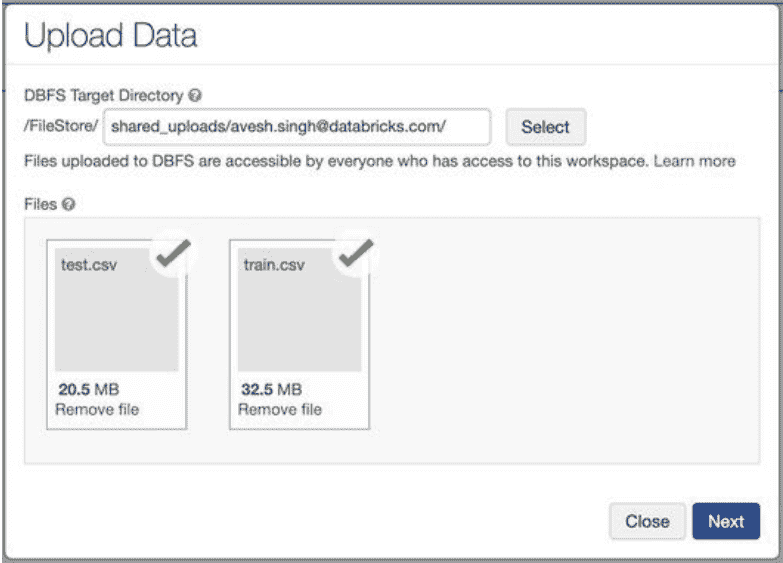 Upload Data
DBFS Target Directory
/FileStore/ shared_uploads/avesh.singh@databricks.com/ Select
Files uploaded to DBFS are accessible by everyone who has access to this workspace. Learn more
Files
test.csv train.csv
20.5 MB 32.5 MB
Remove file Remove file
Close Next